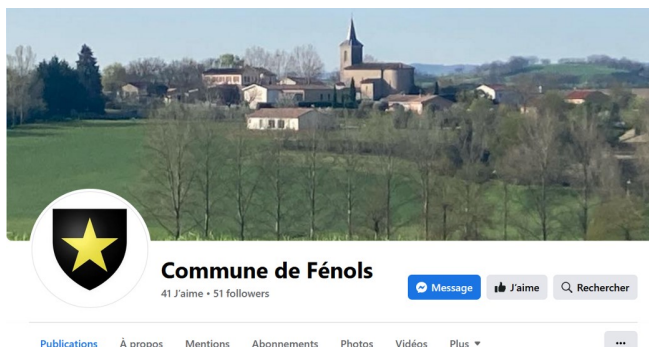 Commune de Fénols
41 J'aime • 51 followers
Message J'aime Rechercher
Publications À propos Mentions Abonnements Photos Vidéos Plus